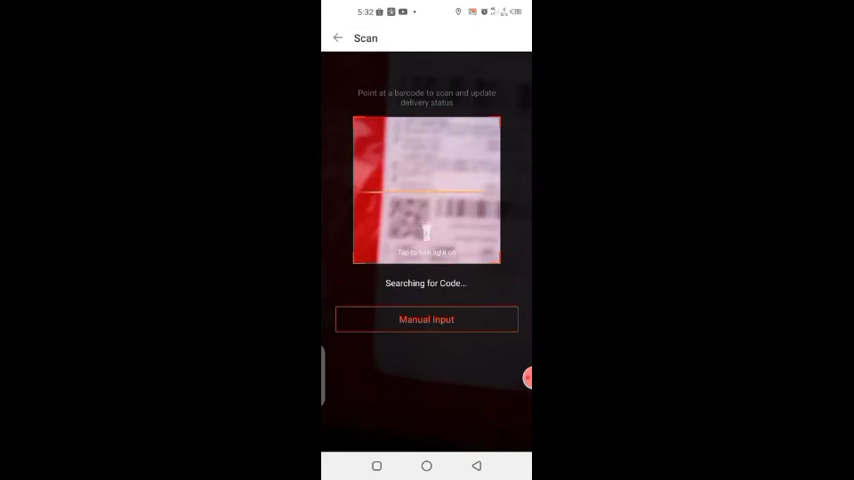 5:32
Scan
Point at a barcode to scan and update
delivery status
Tap to turn light on
Searching for Code...
Manual Input